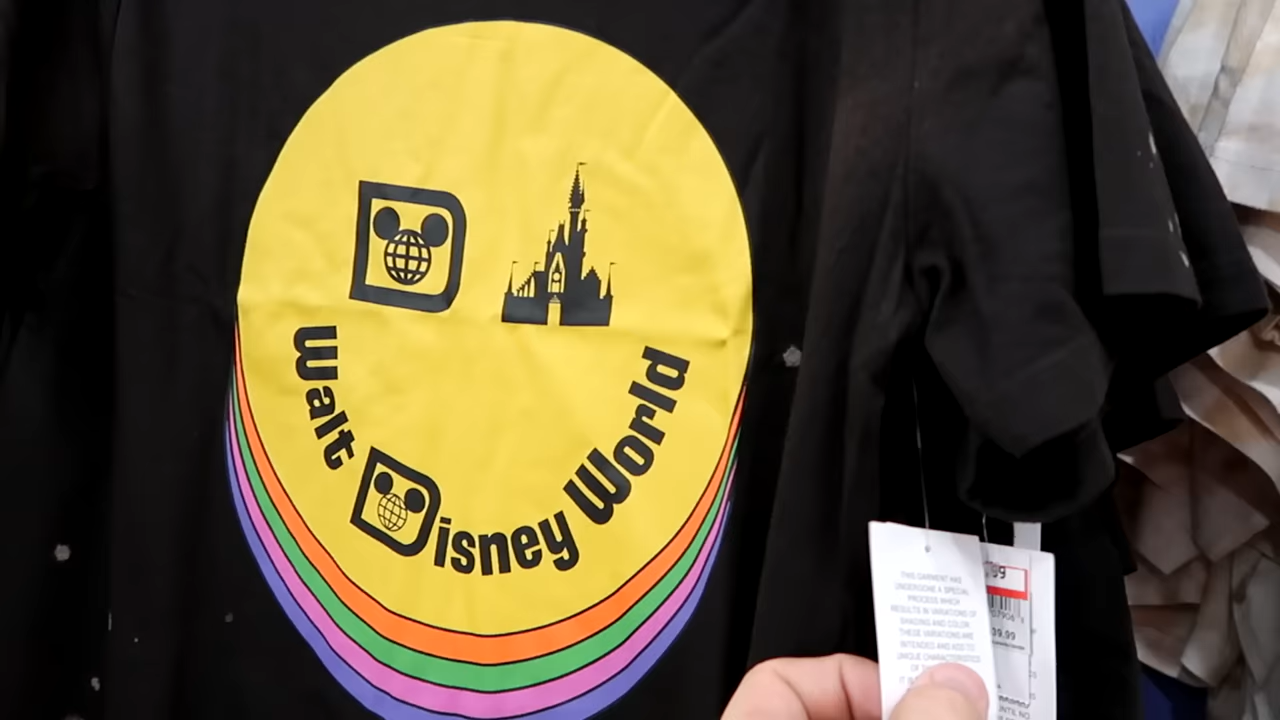 Walt Disney World
THIS GARMENT HAS
UNDERGONE A SPECIAL
PROCESS WHICH
RESULTS IN VARIATIONS OF
SHADING AND COLOR
THESE VARIATIONS ARE
INTENDED AND ADD TO
UNIQUE CHARACTERISTICS
39.99